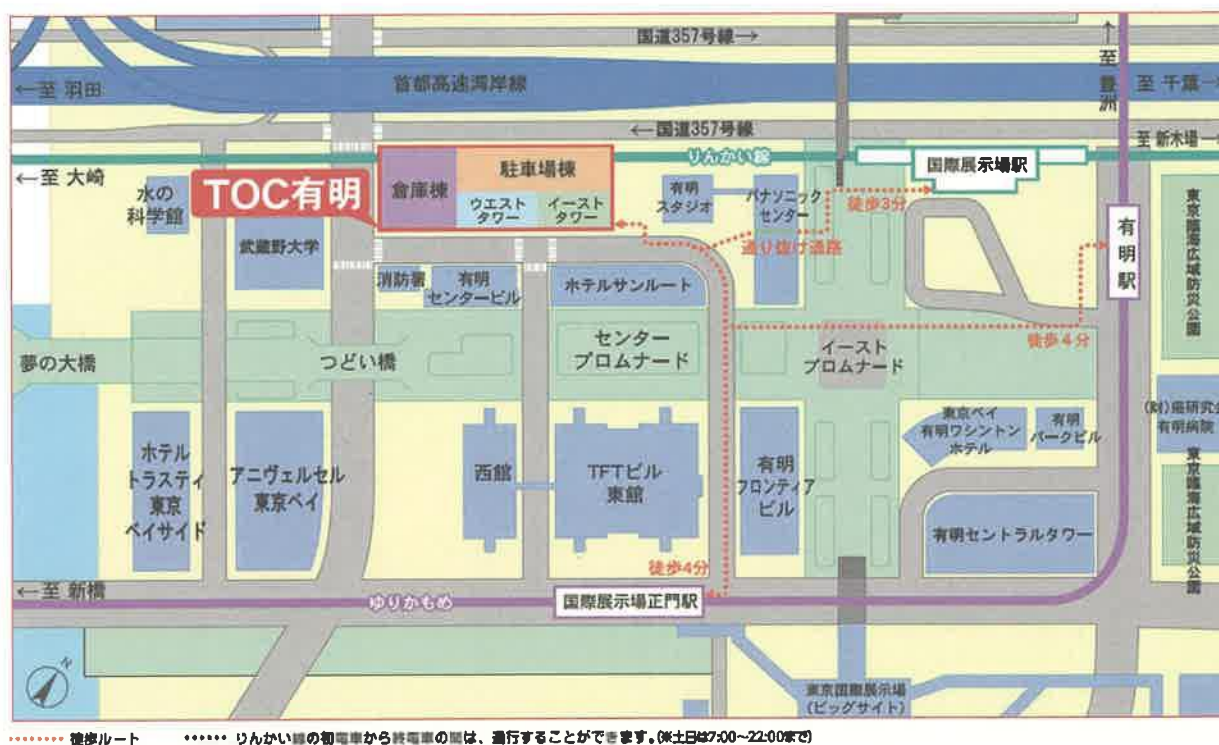 国道357号線→
↑至 豊洲
←至 羽田
首都高速湾岸線
至 千葉→
←国道357号線
至 新木場→
りんかい線
国際展示場駅
←至 大崎
水の
科学館
TOC有明
倉庫棟
駐車場棟
ウエスト
タワー
イースト
タワー
有明
スタジオ
パナソニック
センター
徒歩3分
通り抜け通路
有明駅
東京臨海広域防災公園
武蔵野大学
消防署
有明
センタービル
ホテルサンルート
夢の大橋
つどい橋
センター
プロムナード
イースト
プロムナード
徒歩4分
ホテル
トラスティ
東京
ベイサイド
アニヴェルセル
東京ベイ
西館
TFTビル
東館
有明
フロンティア
ビル
東京ベイ
有明ワシントン
ホテル
有明
パークビル
(財)癌研究会
有明病院
東京臨海広域防災公園
有明セントラルタワー
徒歩4分
←至 新橋
ゆりかもめ
国際展示場正門駅
N
東京国際展示場
(ビッグサイト)
徒歩ルート
りんかい線の初電車から終電車の間は、通行することができます。(※土日は7:00~22:00まで)